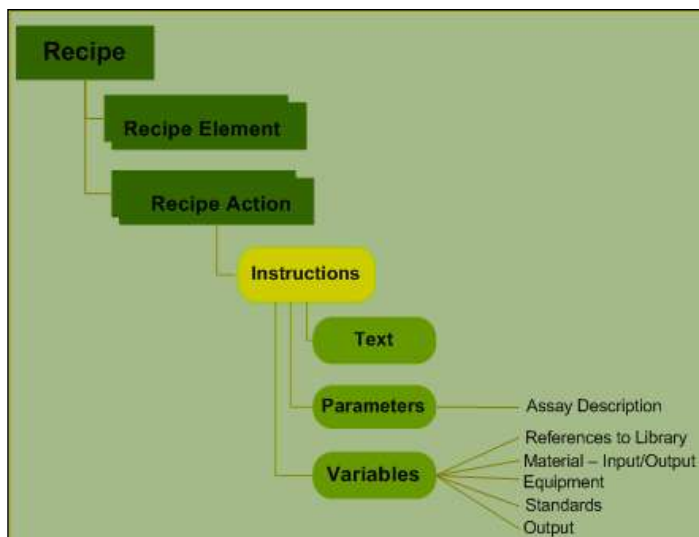 Recipe
Recipe Element
Recipe Action
Instructions
Text
Parameters
Assay Description
References to Library
Material – Input/Output
Variables
Equipment
Standards
Output